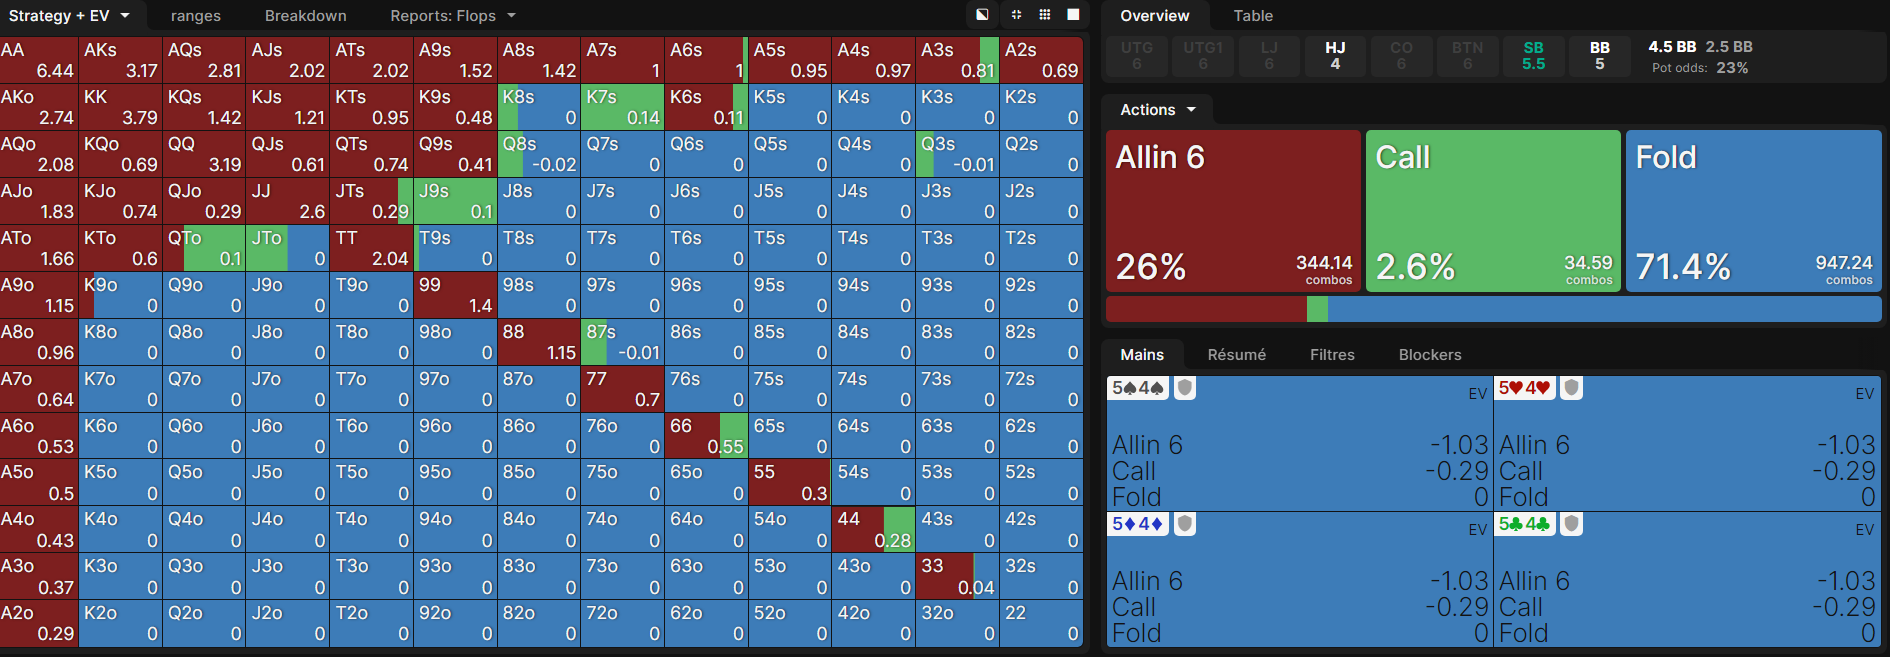 Strategy + EV ranges Breakdown Reports: Flops
AA AKs AQs AJs ATs A9s A8s A7s A6s A5s A4s A3s A2s
6.44 3.17 2.81 2.02 2.02 1.52 1.42 1 1 0.95 0.97 0.81 0.69
AKo KK KQs KJs KTs K9s K8s K7s K6s K5s K4s K3s K2s
2.74 3.79 1.42 1.21 0.95 0.48 0 0.14 0.11 0 0 0 0
AQo KQo QQ QJs QTs Q9s Q8s Q7s Q6s Q5s Q4s Q3s Q2s
2.08 0.69 3.19 0.61 0.74 0.41 -0.02 0 0 0 0 -0.01 0
AJo KJo QJo JJ JTs J9s J8s J7s J6s J5s J4s J3s J2s
1.83 0.74 0.29 2.6 0.29 0.1 0 0 0 0 0 0 0
ATo KTo QTo JTo TT T9s T8s T7s T6s T5s T4s T3s T2s
1.66 0.6 0.1 0 2.04 0 0 0 0 0 0 0 0
A9o K9o Q9o J9o T9o 99 98s 97s 96s 95s 94s 93s 92s
1.15 0 0 0 0 1.4 0 0 0 0 0 0 0
A8o K8o Q8o J8o T8o 98o 88 87s 86s 85s 84s 83s 82s
0.96 0 0 0 0 0 1.15 -0.01 0 0 0 0 0
A7o K7o Q7o J7o T7o 97o 87o 77 76s 75s 74s 73s 72s
0.64 0 0 0 0 0 0 0.7 0 0 0 0 0
A6o K6o Q6o J6o T6o 96o 86o 76o 66 65s 64s 63s 62s
0.53 0 0 0 0 0 0 0 0.55 0 0 0 0
A5o K5o Q5o J5o T5o 95o 85o 75o 65o 55 54s 53s 52s
0.5 0 0 0 0 0 0 0 0 0.3 0 0 0
A4o K4o Q4o J4o T4o 94o 84o 74o 64o 54o 44 43s 42s
0.43 0 0 0 0 0 0 0 0 0 0.28 0 0
A3o K3o Q3o J3o T3o 93o 83o 73o 63o 53o 43o 33 32s
0.37 0 0 0 0 0 0 0 0 0 0 0.04 0
A2o K2o Q2o J2o T2o 92o 82o 72o 62o 52o 42o 32o 22
0.29 0 0 0 0 0 0 0 0 0 0 0 0
Overview Table
UTG UTG1 LJ HJ CO BTN SB BB 4.5 BB 2.5 BB
6 6 6 4 6 6 5.5 5 Pot odds: 23%
Actions
Allin 6 Call Fold
344.14 34.59 947.24
26% combos 2.6% combos 71.4% combos
Mains Résumé Filtres Blockers
5♠4♠ EV 5♥4♥ EV
Allin 6 -1.03 Allin 6 -1.03
Call -0.29 Call -0.29
Fold 0 Fold 0
5♦4♦ EV 5♣4♣ EV
Allin 6 -1.03 Allin 6 -1.03
Call -0.29 Call -0.29
Fold 0 Fold 0